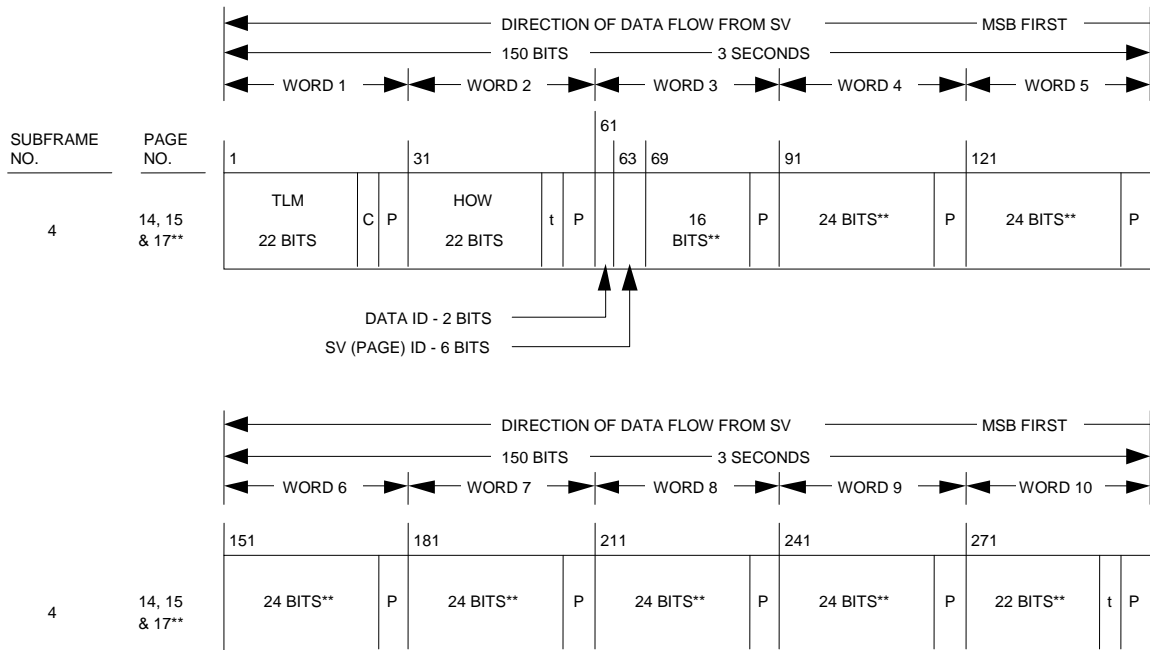 DIRECTION OF DATA FLOW FROM SV MSB FIRST
150 BITS 3 SECONDS
WORD 1 WORD 2 WORD 3 WORD 4 WORD 5
SUBFRAME NO.
PAGE NO.
1 31 61 63 69 91 121
4
14, 15 & 17**
TLM 22 BITS
C
P
HOW 22 BITS
t
P
16 BITS**
P
24 BITS**
P
24 BITS**
P
DATA ID - 2 BITS
SV (PAGE) ID - 6 BITS
DIRECTION OF DATA FLOW FROM SV MSB FIRST
150 BITS 3 SECONDS
WORD 6 WORD 7 WORD 8 WORD 9 WORD 10
151 181 211 241 271
4
14, 15 & 17**
24 BITS**
P
24 BITS**
P
24 BITS**
P
24 BITS**
P
22 BITS**
t
P